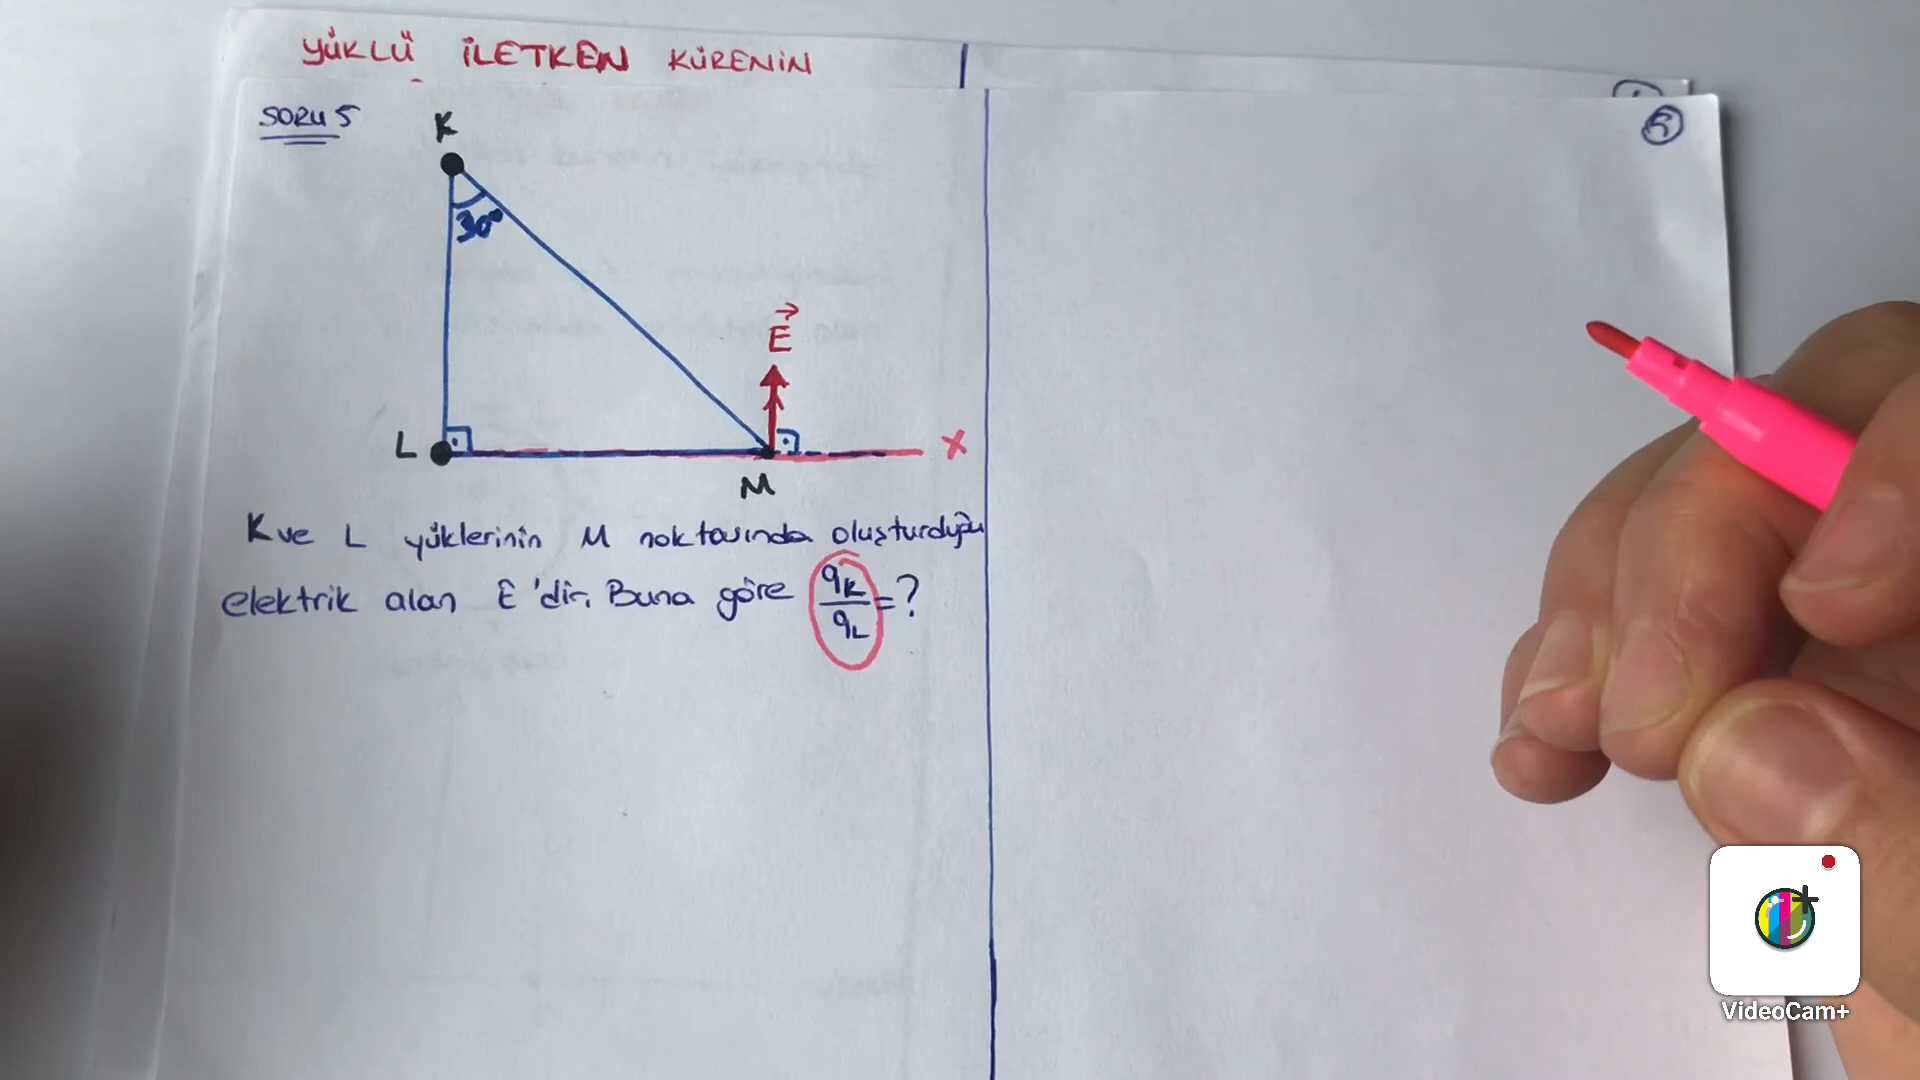 YÜKLÜ İLETKEN KÜRENİN
SORU 5
5
K
30°
E
L
X
M
K ve L yüklerinin M noktasında oluşturduğu
elektrik alan E'dir. Buna göre qK/qL = ?
VideoCam+